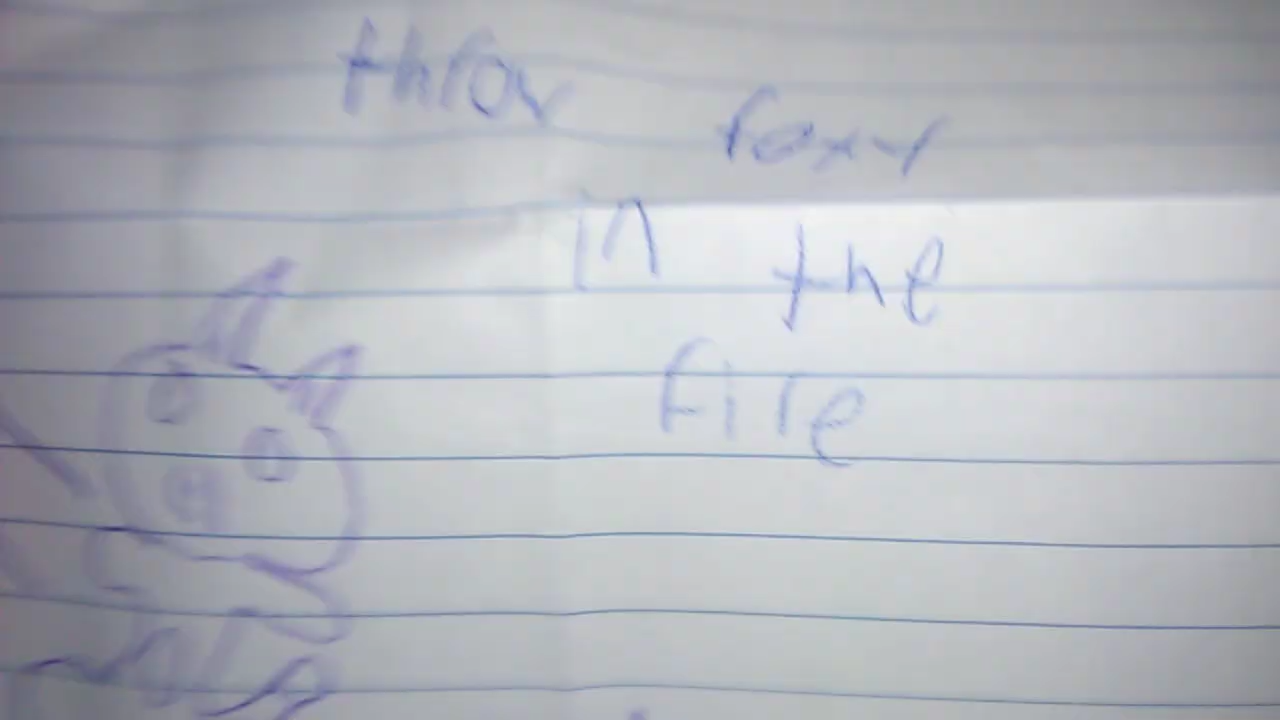 throw foxy
in the
fire